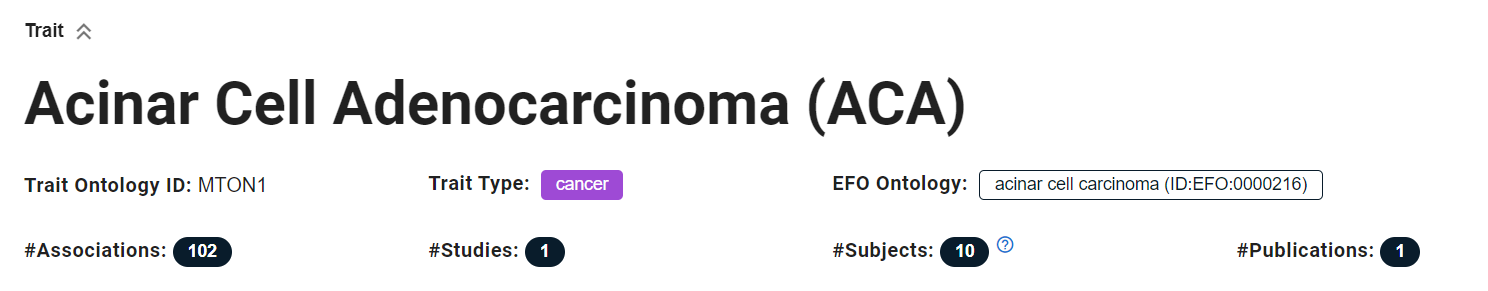 Trait
Acinar Cell Adenocarcinoma (ACA)
Trait Ontology ID: MTON1 Trait Type: cancer EFO Ontology: acinar cell carcinoma (ID:EFO:0000216)
#Associations: 102 #Studies: 1 #Subjects: 10 ? #Publications: 1